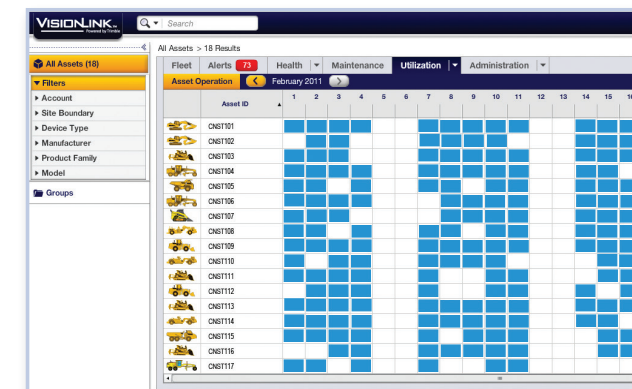 VISIONLINK™
Powered by Trimble
Search
All Assets > 18 Results
All Assets (18)
Filters
Account
Site Boundary
Device Type
Manufacturer
Product Family
Model
Groups
Fleet Alerts 73 Health Maintenance Utilization Administration
Asset Operation February 2011
Asset ID 1 2 3 4 5 6 7 8 9 10 11 12 13 14 15
CNST101
CNST102
CNST103
CNST104
CNST105
CNST106
CNST107
CNST108
CNST109
CNST110
CNST111
CNST112
CNST113
CNST114
CNST115
CNST116
CNST117